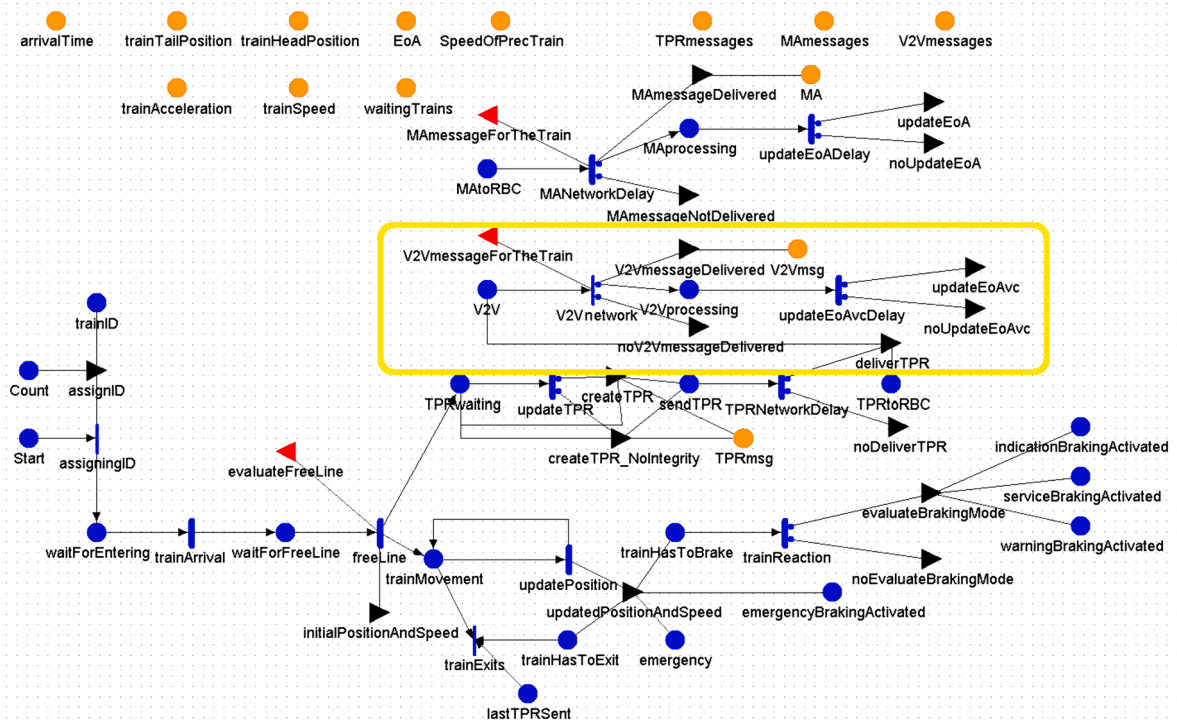 arrivalTime
trainTailPosition
trainHeadPosition
EoA
SpeedOfPrecTrain
TPRmessages
MAmessages
V2Vmessages
trainAcceleration
trainSpeed
waitingTrains
MAmessageDelivered
MA
updateEoA
MAmessageForTheTrain
MAprocessing
updateEoADelay
noUpdateEoA
MAtoRBC
MANetworkDelay
MAmessageNotDelivered
V2VmessageForTheTrain
V2VmessageDelivered
V2Vmsg
updateEoAvc
V2V
V2Vnetwork
V2Vprocessing
updateEoAvcDelay
noUpdateEoAvc
trainID
noV2VmessageDelivered
deliverTPR
Count
assignID
TPRwaiting
updateTPR
createTPR
sendTPR
TPRNetworkDelay
TPRtoRBC
Start
assigningID
evaluateFreeLine
createTPR_NoIntegrity
TPRmsg
noDeliverTPR
indicationBrakingActivated
serviceBrakingActivated
evaluateBrakingMode
warningBrakingActivated
waitForEntering
trainArrival
waitForFreeLine
freeLine
trainMovement
updatePosition
trainHasToBrake
trainReaction
noEvaluateBrakingMode
initialPositionAndSpeed
updatedPositionAndSpeed
emergencyBrakingActivated
trainExits
trainHasToExit
emergency
lastTPRSent